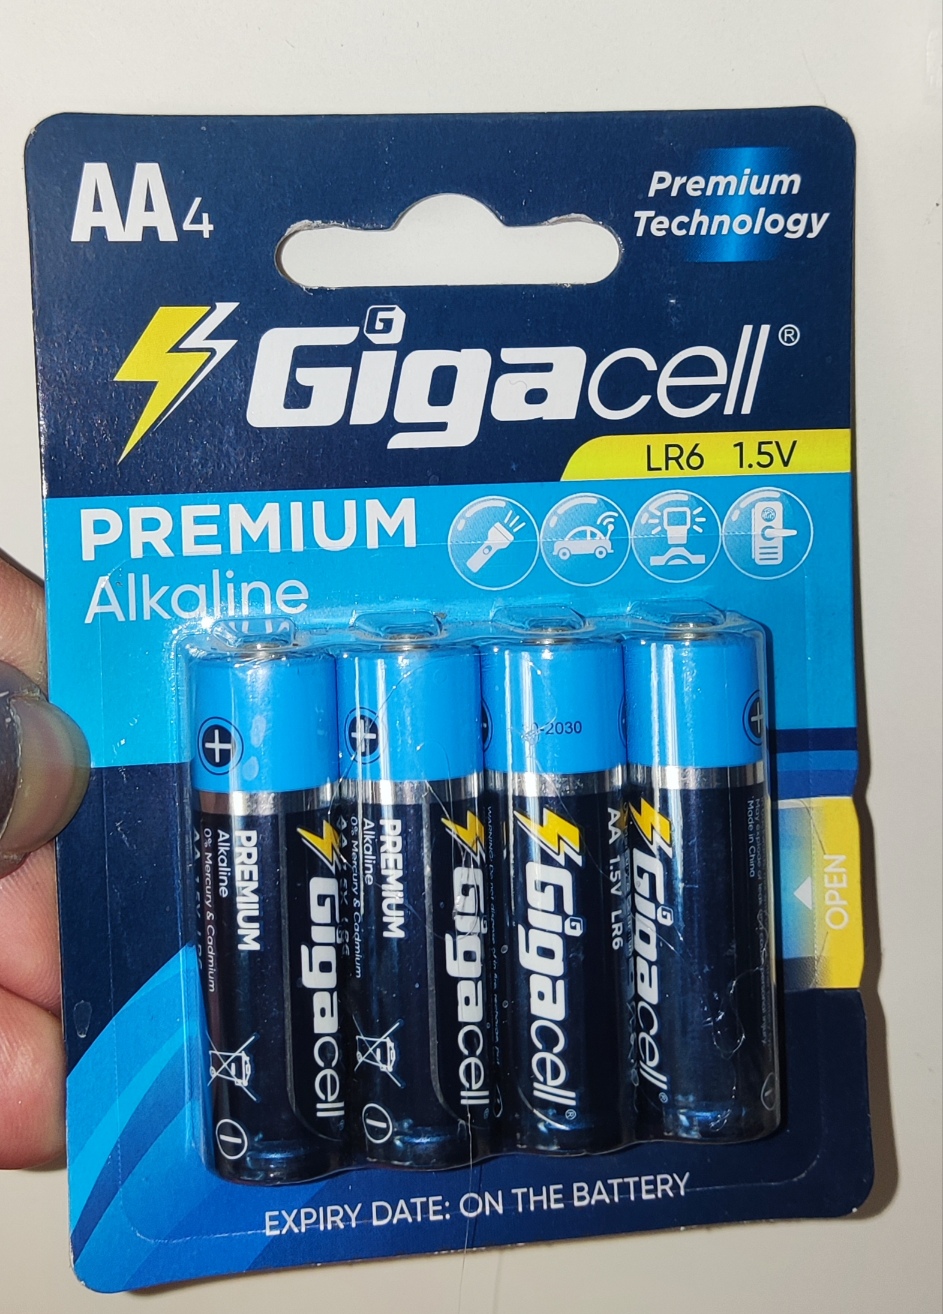 AA4
Premium
Technology
Gigacell®
LR6 1.5V
PREMIUM
Alkaline
PREMIUM
Alkaline
0% Mercury & Cadmium
Gigacell
PREMIUM
Alkaline
0% Mercury & Cadmium
Gigacell
-2030
Gigacell®
AA 1.5V LR6
Gigacell
Made in China
OPEN
EXPIRY DATE: ON THE BATTERY